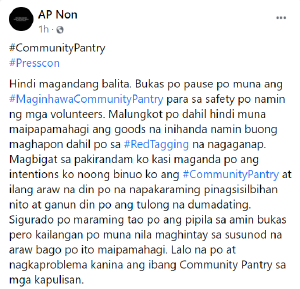 AP Non
1h ·
#CommunityPantry
#Presscon
Hindi magandang balita. Bukas po pause po muna ang
#MaginhawaCommunityPantry para sa safety po namin
ng mga volunteers. Malungkot po dahil hindi muna
maipapamahagi ang goods na inihanda namin buong
maghapon dahil po sa #RedTagging na nagaganap.
Magbigat sa pakirandam ko kasi maganda po ang
intentions ko noong binuo ko ang #CommunityPantry at
ilang araw na din po na napakaraming pinagsisilbihan
nito at ganun din po ang tulong na dumadating.
Sigurado po maraming tao po ang pipila sa amin bukas
pero kailangan po muna nila maghintay sa susunod na
araw bago po ito maipamahagi. Lalo na po at
nagkaproblema kanina ang ibang Community Pantry sa
mga kapulisan.